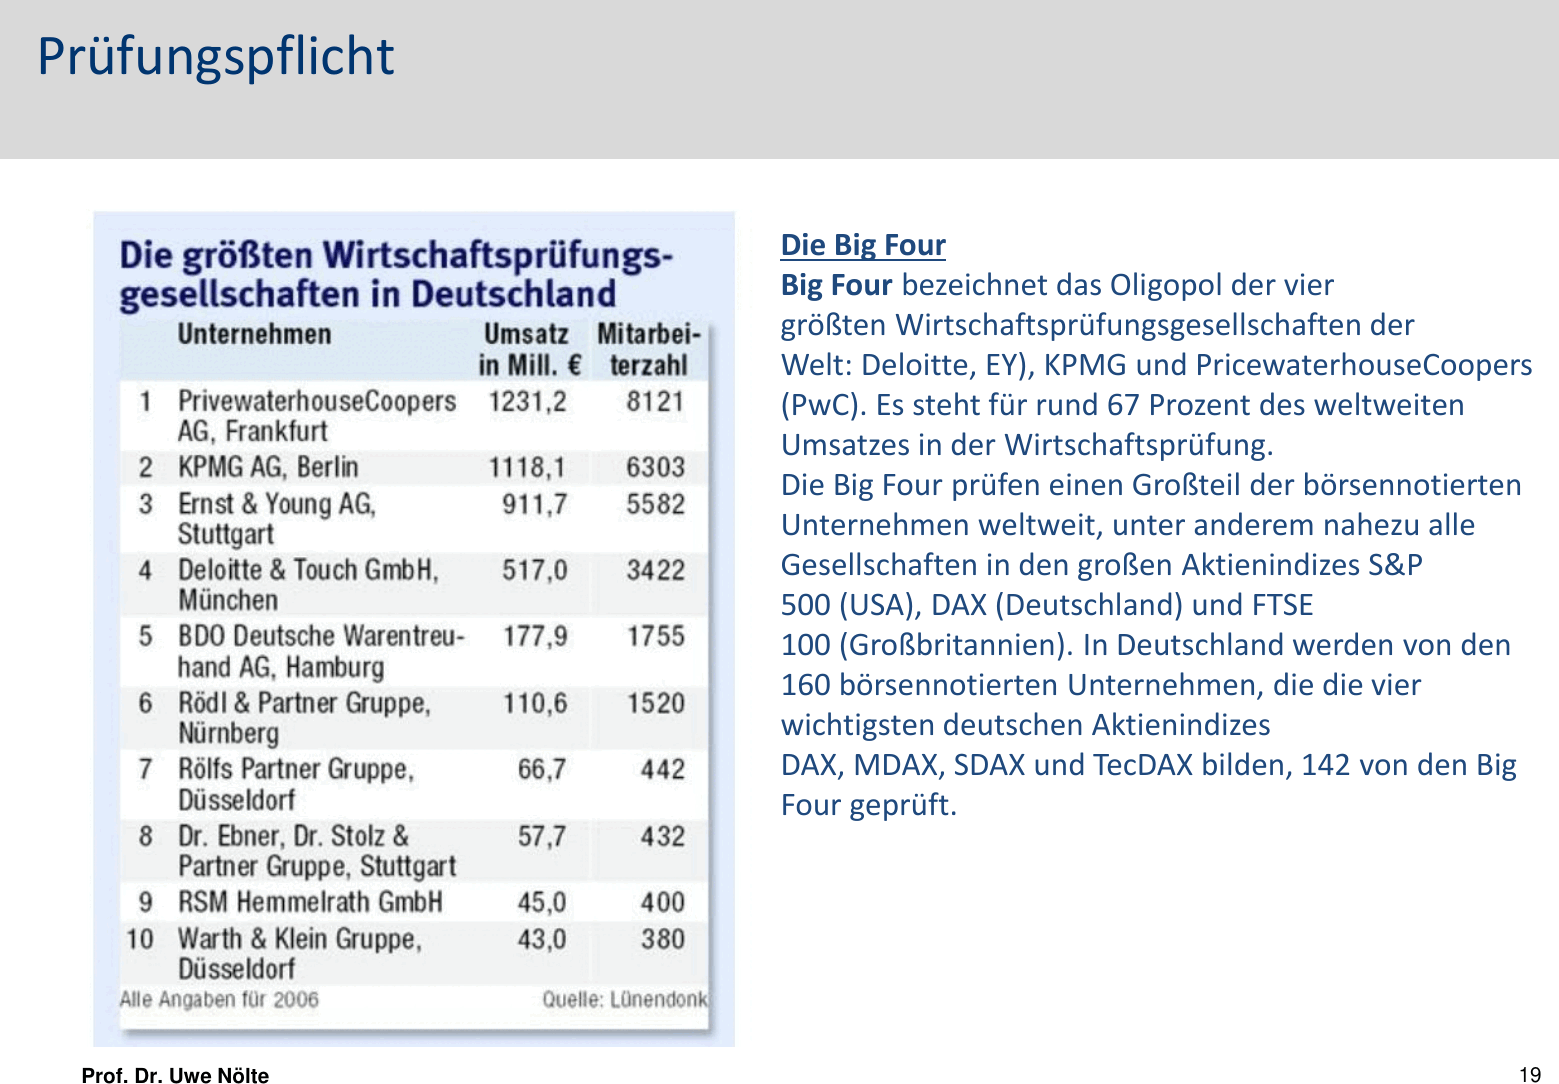 Prüfungspflicht
Die größten Wirtschaftsprüfungs-
gesellschaften in Deutschland
Unternehmen Umsatz Mitarbei-
in Mill. € terzahl
1 PrivewaterhouseCoopers 1231,2 8121
AG, Frankfurt
2 KPMG AG, Berlin 1118,1 6303
3 Ernst & Young AG, 911,7 5582
Stuttgart
4 Deloitte & Touch GmbH, 517,0 3422
München
5 BDO Deutsche Warentreu- 177,9 1755
hand AG, Hamburg
6 Rödl & Partner Gruppe, 110,6 1520
Nürnberg
7 Rölfs Partner Gruppe, 66,7 442
Düsseldorf
8 Dr. Ebner, Dr. Stolz & 57,7 432
Partner Gruppe, Stuttgart
9 RSM Hemmelrath GmbH 45,0 400
10 Warth & Klein Gruppe, 43,0 380
Düsseldorf
Alle Angaben für 2006 Quelle: Lünendonk
Die Big Four
Big Four bezeichnet das Oligopol der vier
größten Wirtschaftsprüfungsgesellschaften der
Welt: Deloitte, EY), KPMG und PricewaterhouseCoopers
(PwC). Es steht für rund 67 Prozent des weltweiten
Umsatzes in der Wirtschaftsprüfung.
Die Big Four prüfen einen Großteil der börsennotierten
Unternehmen weltweit, unter anderem nahezu alle
Gesellschaften in den großen Aktienindizes S&P
500 (USA), DAX (Deutschland) und FTSE
100 (Großbritannien). In Deutschland werden von den
160 börsennotierten Unternehmen, die die vier
wichtigsten deutschen Aktienindizes
DAX, MDAX, SDAX und TecDAX bilden, 142 von den Big
Four geprüft.
Prof. Dr. Uwe Nölte 19